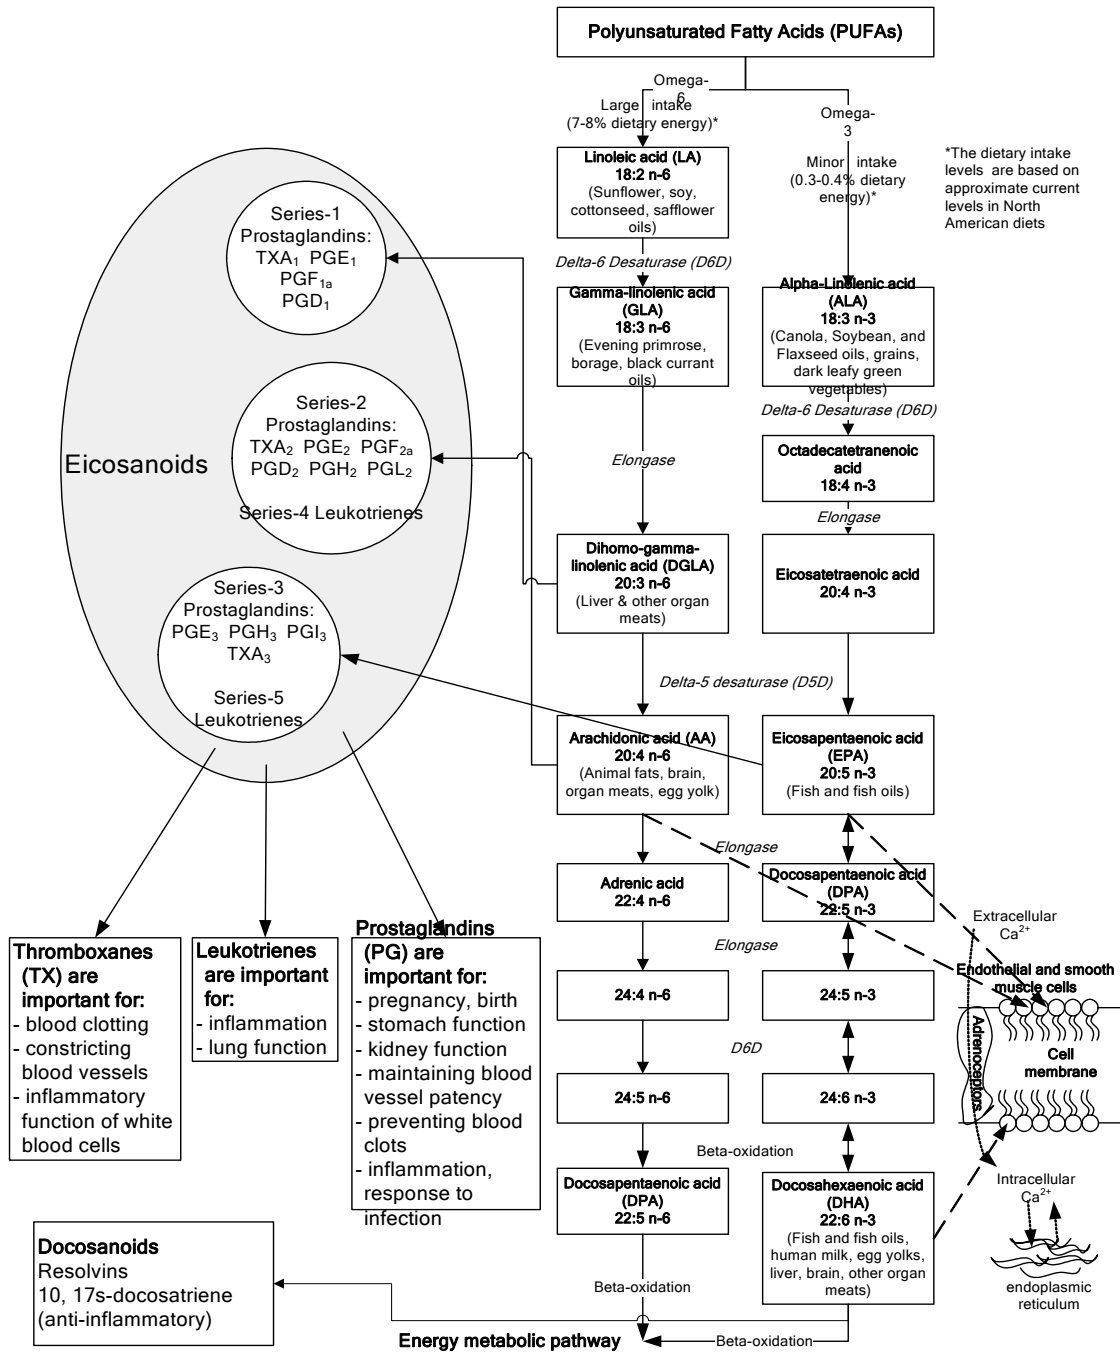 Polyunsaturated Fatty Acids (PUFAs)
Omega-
6
Large intake
(7-8% dietary energy)*
Omega-
3
Minor intake
(0.3-0.4% dietary
energy)*
*The dietary intake
levels are based on
approximate current
levels in North
American diets
Linoleic acid (LA)
18:2 n-6
(Sunflower, soy,
cottonseed, safflower
oils)
Delta-6 Desaturase (D6D)
Gamma-linolenic acid
(GLA)
18:3 n-6
(Evening primrose,
borage, black currant
oils)
Alpha-Linolenic acid
(ALA)
18:3 n-3
(Canola, Soybean, and
Flaxseed oils, grains,
dark leafy green
vegetables)
Delta-6 Desaturase (D6D)
Elongase
Octadecatetranenoic
acid
18:4 n-3
Elongase
Dihomo-gamma-
linolenic acid (DGLA)
20:3 n-6
(Liver & other organ
meats)
Eicosatetraenoic acid
20:4 n-3
Delta-5 desaturase (D5D)
Arachidonic acid (AA)
20:4 n-6
(Animal fats, brain,
organ meats, egg yolk)
Eicosapentaenoic acid
(EPA)
20:5 n-3
(Fish and fish oils)
Elongase
Adrenic acid
22:4 n-6
Docosapentaenoic acid
(DPA)
22:5 n-3
Elongase
24:4 n-6
24:5 n-3
D6D
24:5 n-6
24:6 n-3
Beta-oxidation
Docosapentaenoic acid
(DPA)
22:5 n-6
Docosahexaenoic acid
(DHA)
22:6 n-3
(Fish and fish oils,
human milk, egg yolks,
liver, brain, other organ
meats)
Beta-oxidation
Energy metabolic pathway
Beta-oxidation
Eicosanoids
Series-1
Prostaglandins:
TXA1 PGE1
PGF1a
PGD1
Series-2
Prostaglandins:
TXA2 PGE2 PGF2a
PGD2 PGH2 PGL2
Series-4 Leukotrienes
Series-3
Prostaglandins:
PGE3 PGH3 PGI3
TXA3
Series-5
Leukotrienes
Thromboxanes
(TX) are
important for:
- blood clotting
- constricting
blood vessels
- inflammatory
function of white
blood cells
Leukotrienes
are important
for:
- inflammation
- lung function
Prostaglandins
(PG) are
important for:
- pregnancy, birth
- stomach function
- kidney function
- maintaining blood
vessel patency
- preventing blood
clots
- inflammation,
response to
infection
Docosanoids
Resolvins
10, 17s-docosatriene
(anti-inflammatory)
Extracellular
Ca2+
Endothelial and smooth
muscle cells
Adrenoceptors
Cell
membrane
Intracellular
Ca2+
endoplasmic
reticulum